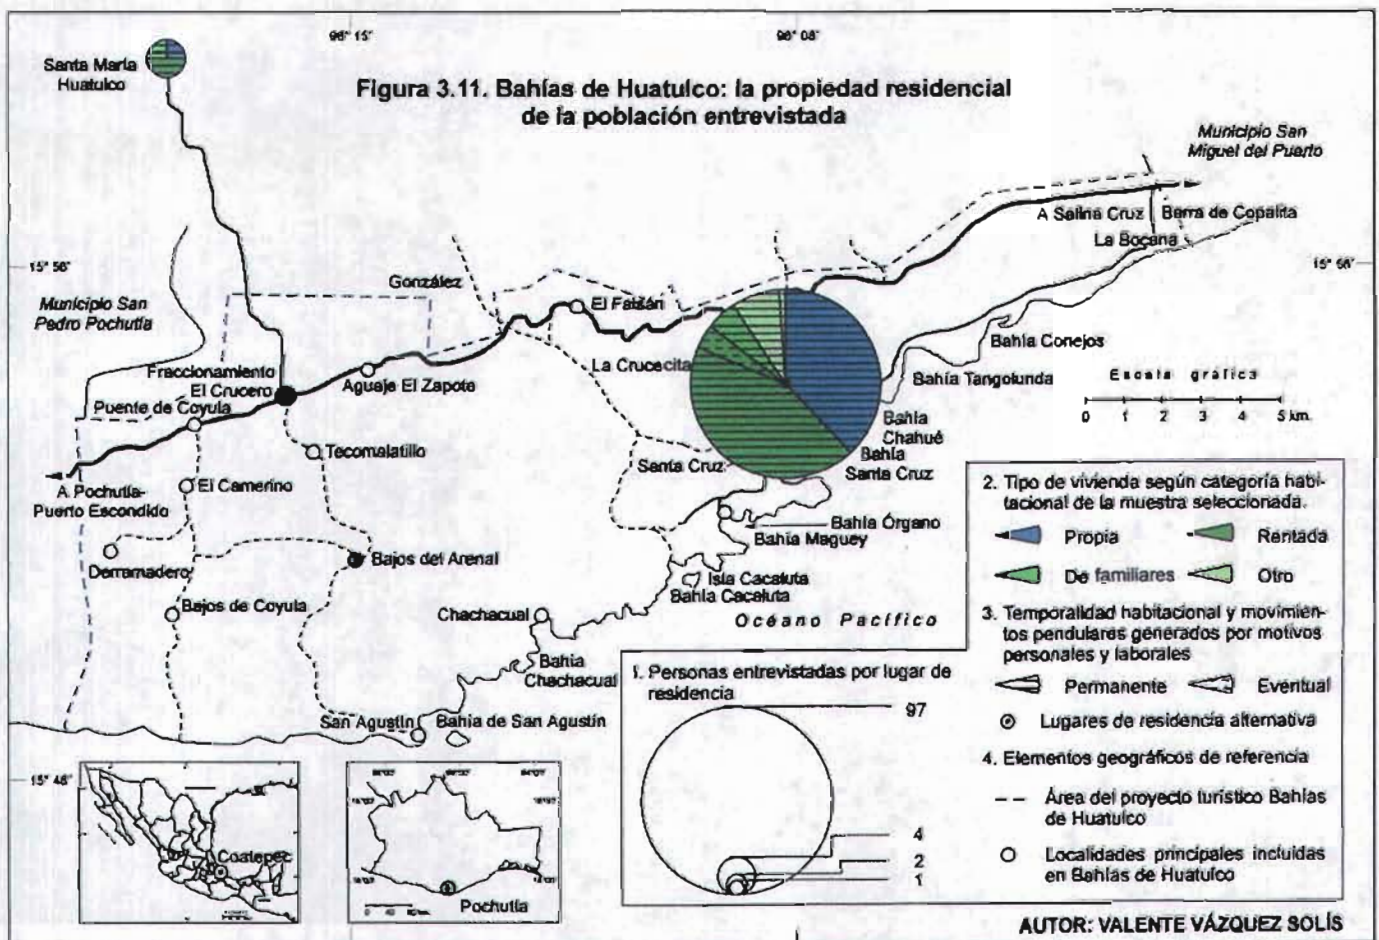 96° 15'
96° 08'
Santa María
Huatulco
Figura 3.11. Bahías de Huatulco: la propiedad residencial
de la población entrevistada
Municipio San
Miguel del Puerto
A Salina Cruz
Barra de Copalita
La Bocana
15° 56'
15° 56'
González
Municipio San
Pedro Pochutla
El Faisán
Bahía Conejos
La Crucecita
Fraccionamiento
El Crucero
Aguaje El Zapote
Bahía Tangolunda
Escala gráfica
0 1 2 3 4 5 km.
Puente de Coyula
Bahía
Chahué
Bahía
Santa Cruz
Tecomalatillo
Santa Cruz
El Camerino
A Pochutla-
Puerto Escondido
Bahía Órgano
Bahía Maguey
Derramadero
Bajos del Arenal
Isla Cacaluta
Bahía Cacaluta
Bajos de Coyula
Chachacual
Océano Pacífico
Bahía
Chachacual
San Agustín
Bahía de San Agustín
15° 46'
Coatepec
Pochutla
1. Personas entrevistadas por lugar de
residencia
97
4
2
1
2. Tipo de vivienda según categoría habi-
tacional de la muestra seleccionada.
Propia
Rentada
De familiares
Otro
3. Temporalidad habitacional y movimien-
tos pendulares generados por motivos
personales y laborales
Permanente
Eventual
Lugares de residencia alternativa
4. Elementos geográficos de referencia
Área del proyecto turístico Bahías
de Huatulco
Localidades principales incluidas
en Bahías de Huatulco
AUTOR: VALENTE VÁZQUEZ SOLÍS